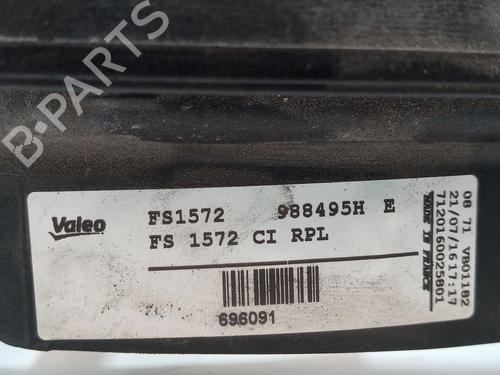 B-PARTS
Valeo
FS1572 988495H E
FS 1572 CI RPL
696091
08 71 VB01182
21/07/16 17:17
7120160025801
MADE IN FRANCE